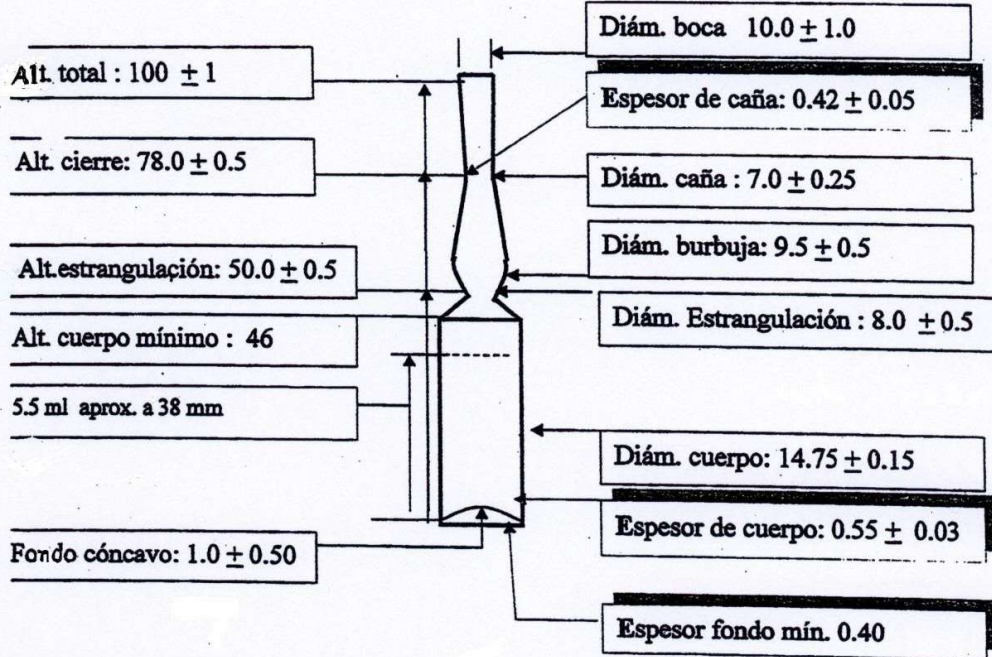 Alt. total : 100 ± 1
Alt. cierre: 78.0 ± 0.5
Alt.estrangulación: 50.0 ± 0.5
Alt. cuerpo mínimo : 46
5.5 ml aprox. a 38 mm
Fondo cóncavo: 1.0 ± 0.50
Diám. boca 10.0 ± 1.0
Espesor de caña: 0.42 ± 0.05
Diám. caña : 7.0 ± 0.25
Diám. burbuja: 9.5 ± 0.5
Diám. Estrangulación : 8.0 ± 0.5
Diám. cuerpo: 14.75 ± 0.15
Espesor de cuerpo: 0.55 ± 0.03
Espesor fondo mín. 0.40